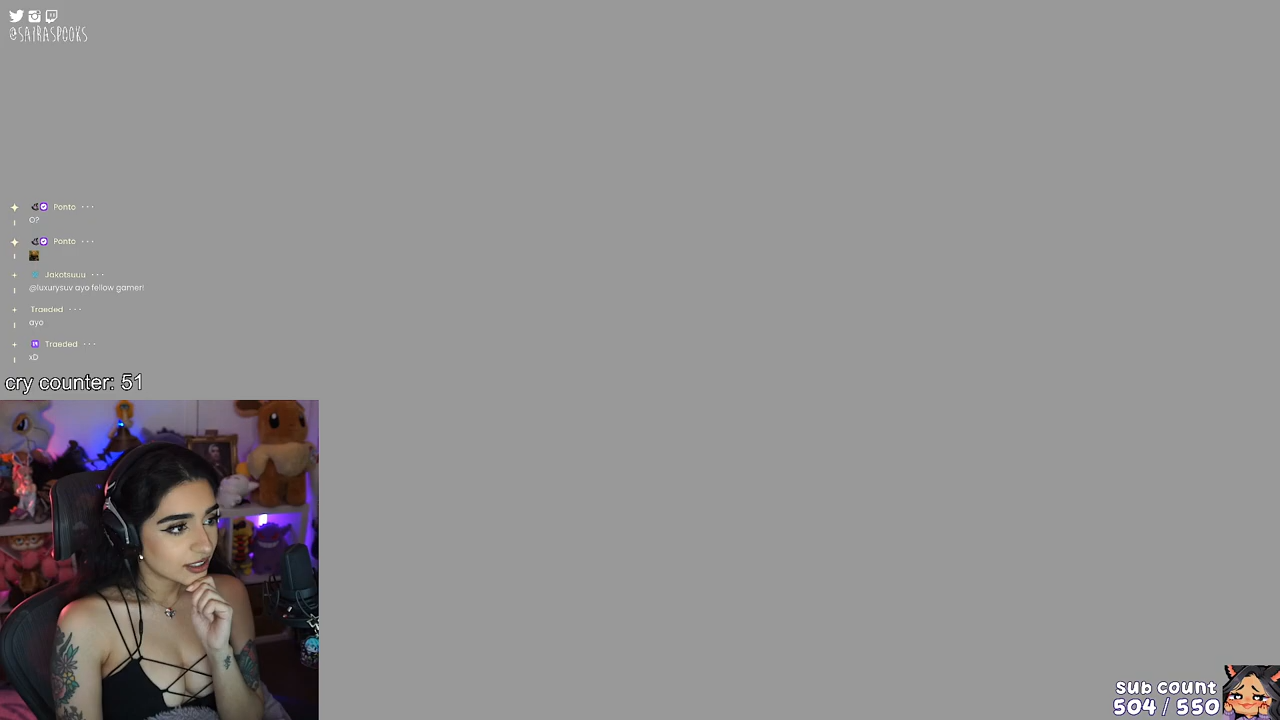 @SAIRASPOOKS
Ponto ...
O?
Ponto ...
Jakotsuuu ...
@luxurysuv ayo fellow gamer!
Traeded ...
ayo
Traeded ...
xD
cry counter: 51
sub count
504 / 550